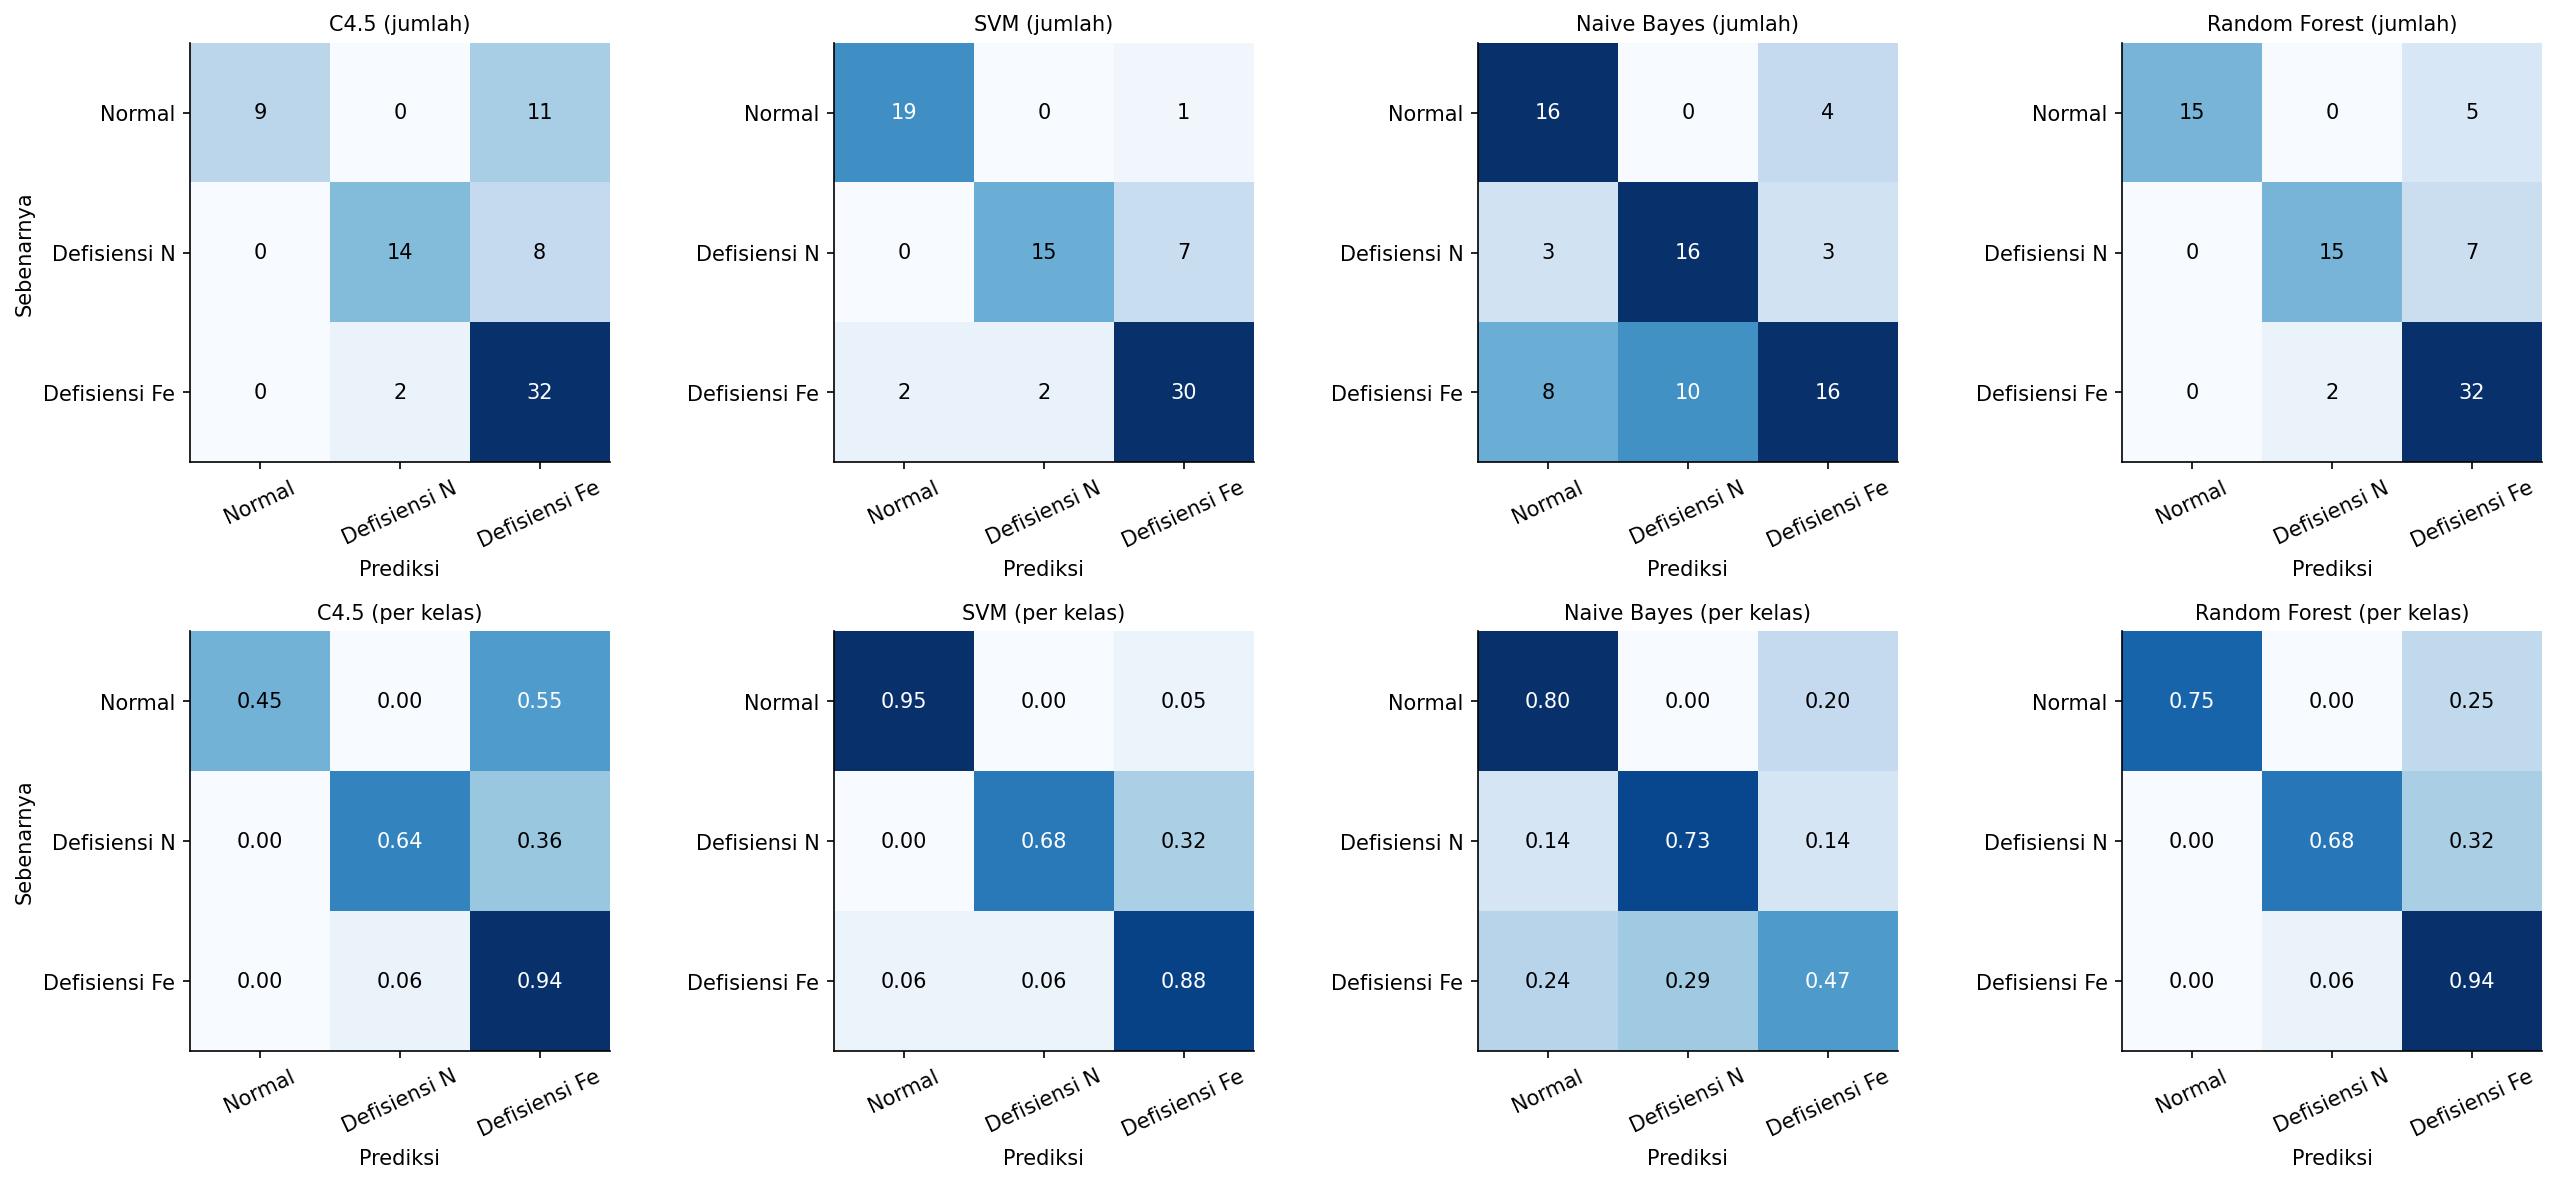 C4.5 (jumlah)
Sebenarnya
Normal 9 0 11
Defisiensi N 0 14 8
Defisiensi Fe 0 2 32
Normal Defisiensi N Defisiensi Fe
Prediksi
SVM (jumlah)
Normal 19 0 1
Defisiensi N 0 15 7
Defisiensi Fe 2 2 30
Normal Defisiensi N Defisiensi Fe
Prediksi
Naive Bayes (jumlah)
Normal 16 0 4
Defisiensi N 3 16 3
Defisiensi Fe 8 10 16
Normal Defisiensi N Defisiensi Fe
Prediksi
Random Forest (jumlah)
Normal 15 0 5
Defisiensi N 0 15 7
Defisiensi Fe 0 2 32
Normal Defisiensi N Defisiensi Fe
Prediksi
C4.5 (per kelas)
Sebenarnya
Normal 0.45 0.00 0.55
Defisiensi N 0.00 0.64 0.36
Defisiensi Fe 0.00 0.06 0.94
Normal Defisiensi N Defisiensi Fe
Prediksi
SVM (per kelas)
Normal 0.95 0.00 0.05
Defisiensi N 0.00 0.68 0.32
Defisiensi Fe 0.06 0.06 0.88
Normal Defisiensi N Defisiensi Fe
Prediksi
Naive Bayes (per kelas)
Normal 0.80 0.00 0.20
Defisiensi N 0.14 0.73 0.14
Defisiensi Fe 0.24 0.29 0.47
Normal Defisiensi N Defisiensi Fe
Prediksi
Random Forest (per kelas)
Normal 0.75 0.00 0.25
Defisiensi N 0.00 0.68 0.32
Defisiensi Fe 0.00 0.06 0.94
Normal Defisiensi N Defisiensi Fe
Prediksi